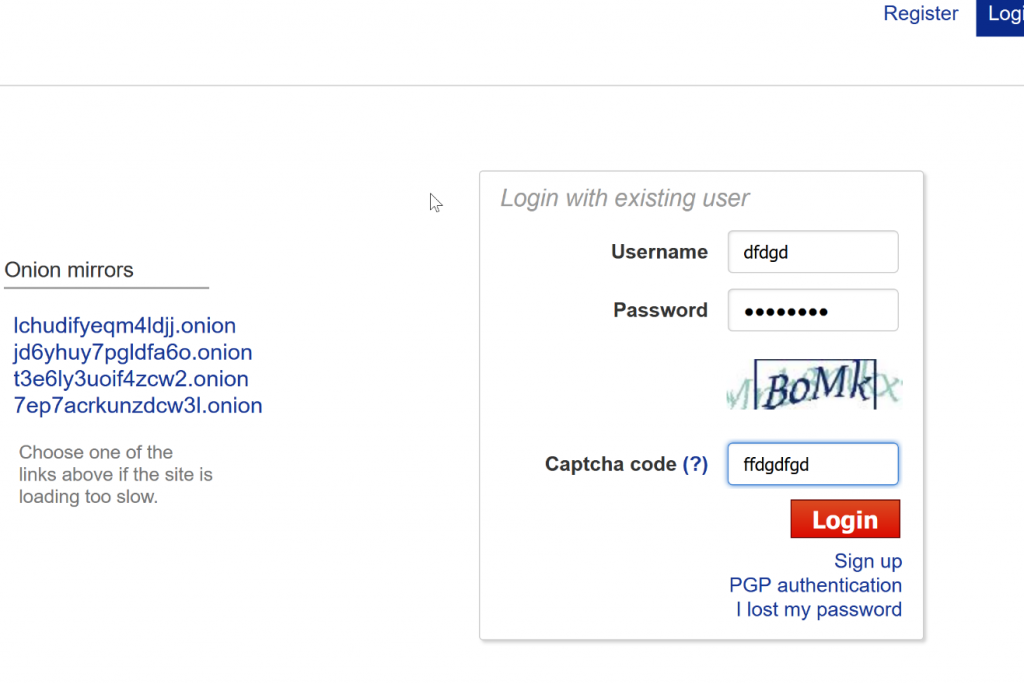 Register
Logi
Login with existing user
Username
dfdgd
Password
Onion mirrors
lchudifyeqm4ldjj.onion
jd6yhuy7pgldfa6o.onion
t3e6ly3uoif4zcw2.onion
7ep7acrkunzdcw3l.onion
Choose one of the
links above if the site is
loading too slow.
BoMk
Captcha code (?)
ffdgdfgd
Login
Sign up
PGP authentication
I lost my password